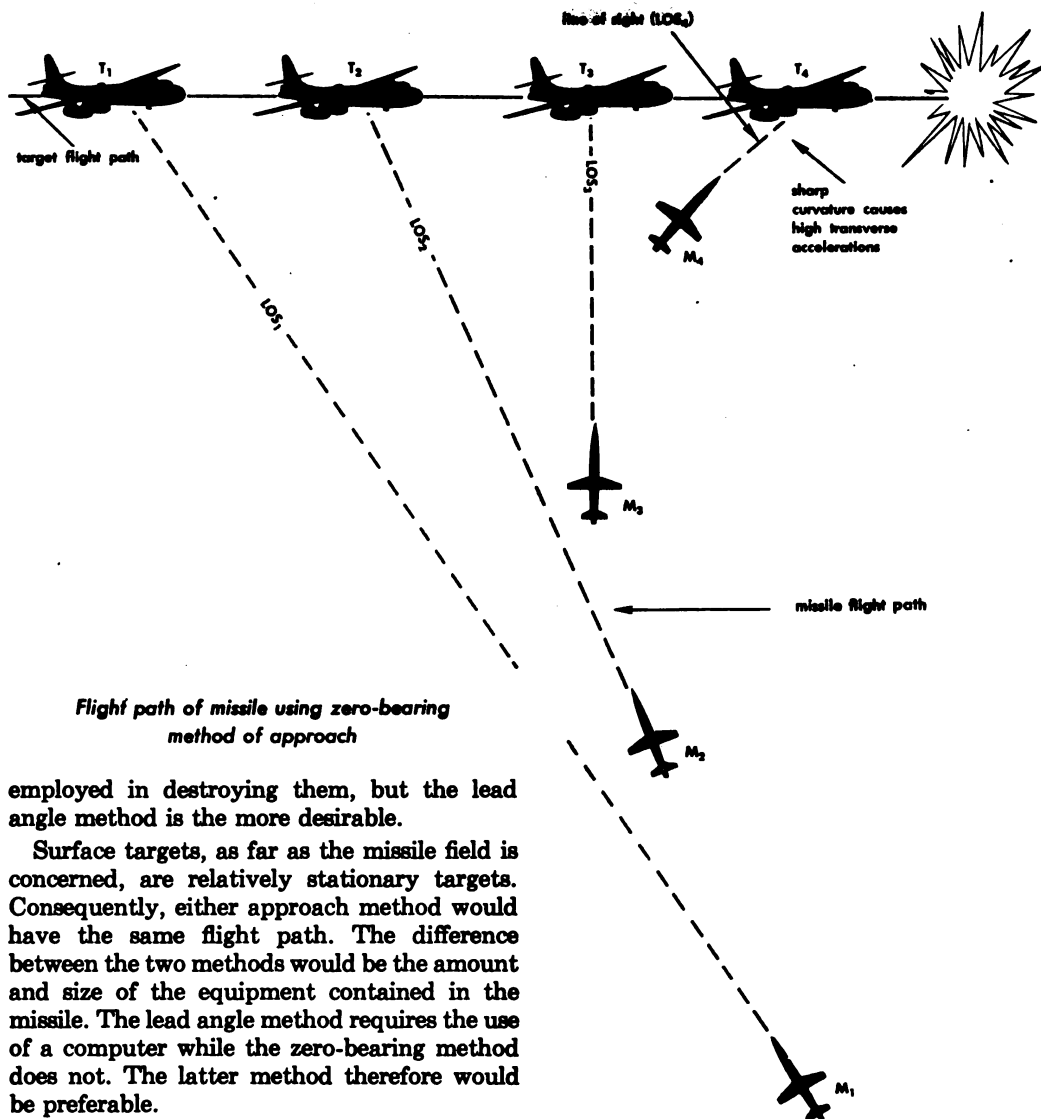 line of sight (LOS₄)
T₁
T₂
T₃
T₄
target flight path
LOS₁
LOS₂
LOS₃
sharp
curvature causes
high transverse
accelerations
M₄
M₃
missile flight path
M₂
M₁
Flight path of missile using zero-bearing
method of approach
employed in destroying them, but the lead
angle method is the more desirable.
Surface targets, as far as the missile field is
concerned, are relatively stationary targets.
Consequently, either approach method would
have the same flight path. The difference
between the two methods would be the amount
and size of the equipment contained in the
missile. The lead angle method requires the use
of a computer while the zero-bearing method
does not. The latter method therefore would
be preferable.